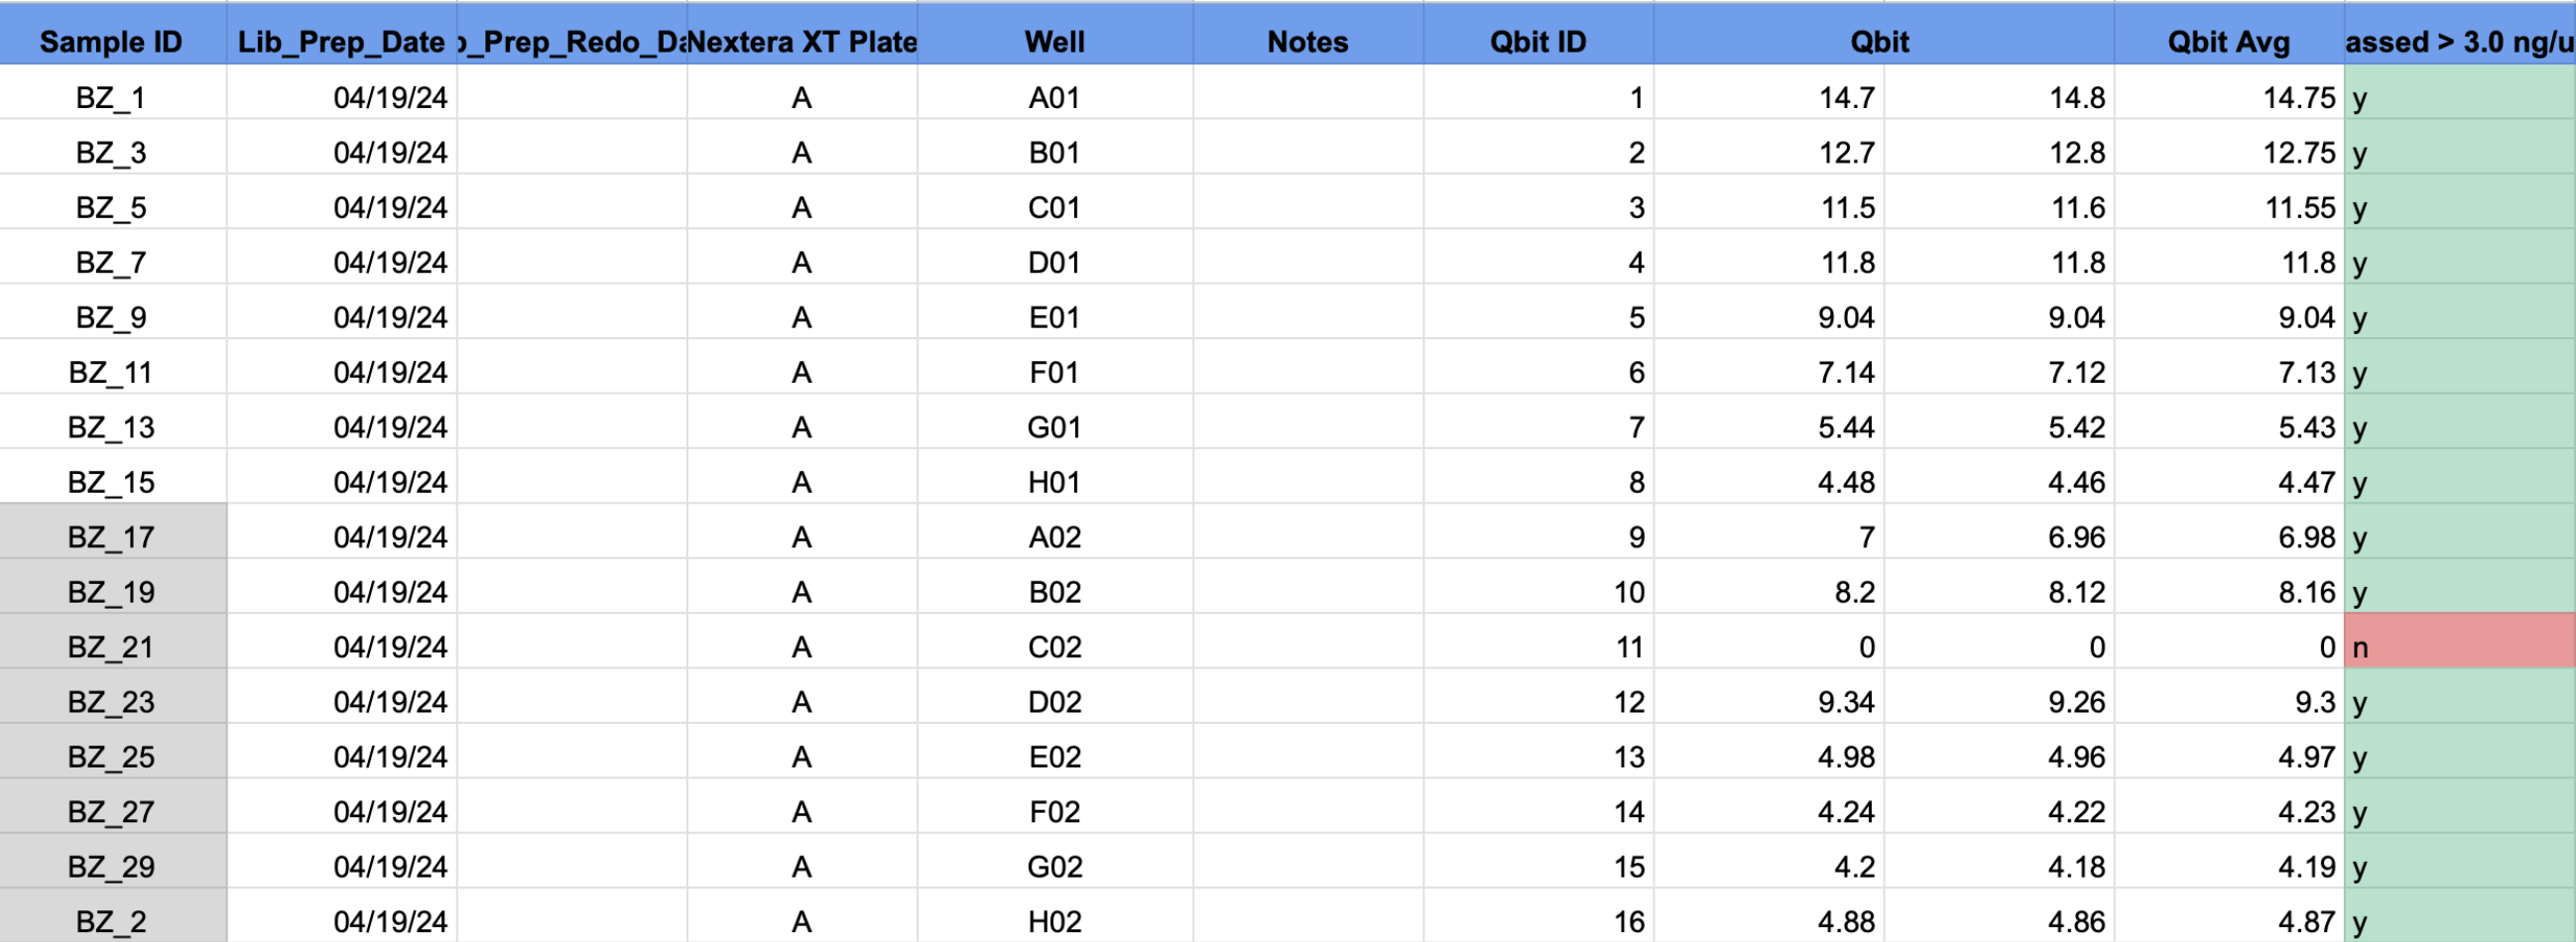 Sample ID Lib_Prep_Date _Prep_Redo_Da Nextera XT Plate Well Notes Qbit ID Qbit Qbit Avg assed > 3.0 ng/u
BZ_1 04/19/24 A A01 1 14.7 14.8 14.75 y
BZ_3 04/19/24 A B01 2 12.7 12.8 12.75 y
BZ_5 04/19/24 A C01 3 11.5 11.6 11.55 y
BZ_7 04/19/24 A D01 4 11.8 11.8 11.8 y
BZ_9 04/19/24 A E01 5 9.04 9.04 9.04 y
BZ_11 04/19/24 A F01 6 7.14 7.12 7.13 y
BZ_13 04/19/24 A G01 7 5.44 5.42 5.43 y
BZ_15 04/19/24 A H01 8 4.48 4.46 4.47 y
BZ_17 04/19/24 A A02 9 7 6.96 6.98 y
BZ_19 04/19/24 A B02 10 8.2 8.12 8.16 y
BZ_21 04/19/24 A C02 11 0 0 0 n
BZ_23 04/19/24 A D02 12 9.34 9.26 9.3 y
BZ_25 04/19/24 A E02 13 4.98 4.96 4.97 y
BZ_27 04/19/24 A F02 14 4.24 4.22 4.23 y
BZ_29 04/19/24 A G02 15 4.2 4.18 4.19 y
BZ_2 04/19/24 A H02 16 4.88 4.86 4.87 y